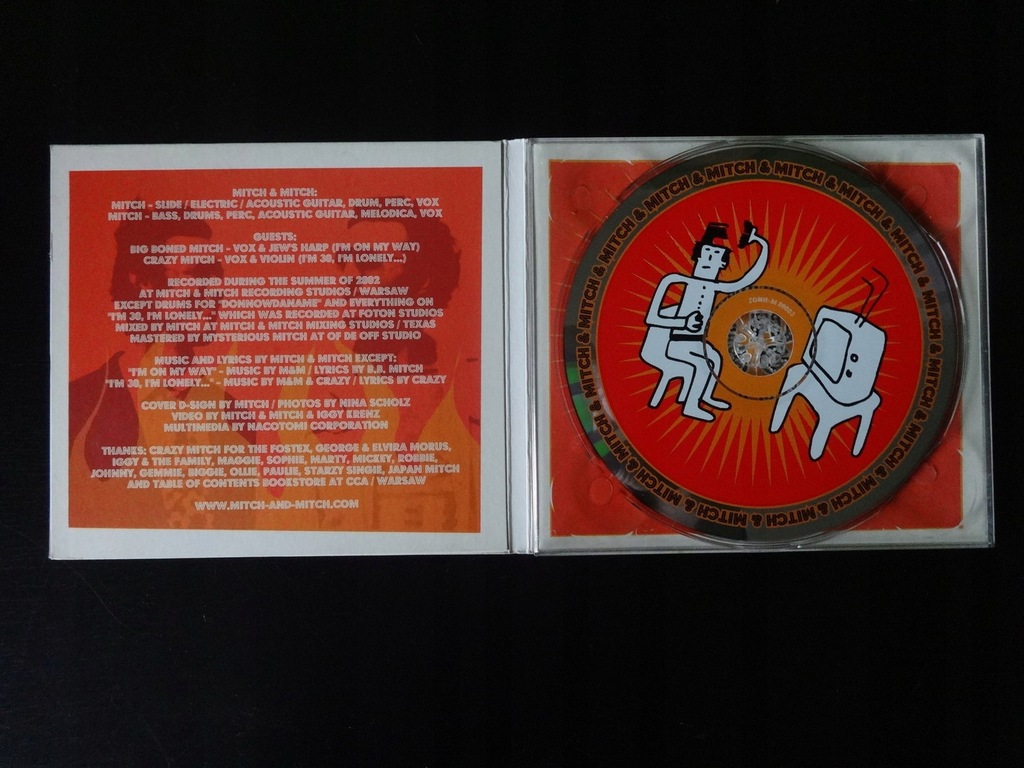 MITCH & MITCH:
MITCH - SLIDE / ELECTRIC / ACOUSTIC GUITAR, DRUM, PERC, VOX
MITCH - BASS, DRUMS, PERC, ACOUSTIC GUITAR, MELODICA, VOX
GUESTS:
BIG BONED MITCH - VOX & JEW'S HARP (I'M ON MY WAY)
CRAZY MITCH - VOX & VIOLIN (I'M 30, I'M LONELY...)
RECORDED DURING THE SUMMER OF 2002
AT MITCH & MITCH RECORDING STUDIOS / WARSAW
EXCEPT DRUMS FOR "DONNOWDANAME" AND EVERYTHING ON
"I'M 30, I'M LONELY..." WHICH WAS RECORDED AT FOTON STUDIOS
MIXED BY MITCH AT MITCH & MITCH MIXING STUDIOS / TEXAS
MASTERED BY MYSTERIOUS MITCH AT OF DE OFF STUDIO
MUSIC AND LYRICS BY MITCH & MITCH EXCEPT:
"I'M ON MY WAY" - MUSIC BY M&M / LYRICS BY B.B. MITCH
"I'M 30, I'M LONELY..." - MUSIC BY M&M & CRAZY / LYRICS BY CRAZY
COVER D-SIGN BY MITCH / PHOTOS BY NINA SCHOLZ
VIDEO BY MITCH & MITCH & IGGY KRENZ
MULTIMEDIA BY NACOTOMI CORPORATION
THANKS: CRAZY MITCH FOR THE FOSTEX, GEORGE & ELVIRA MORUS,
IGGY & THE FAMILY, MAGGIE, SOPHIE, MARTY, MICKEY, ROBBIE,
JOHNNY, GEMMIE, BIGGIE, OLLIE, PAULIE, STARZY SINGIE, JAPAN MITCH
AND TABLE OF CONTENTS BOOKSTORE AT CCA / WARSAW
WWW.MITCH-AND-MITCH.COM
MITCH & MITCH & MITCH & MITCH & MITCH & MITCH & MITCH & MITCH & MITCH & MITCH & MITCH & MITCH & MITCH & MITCH &